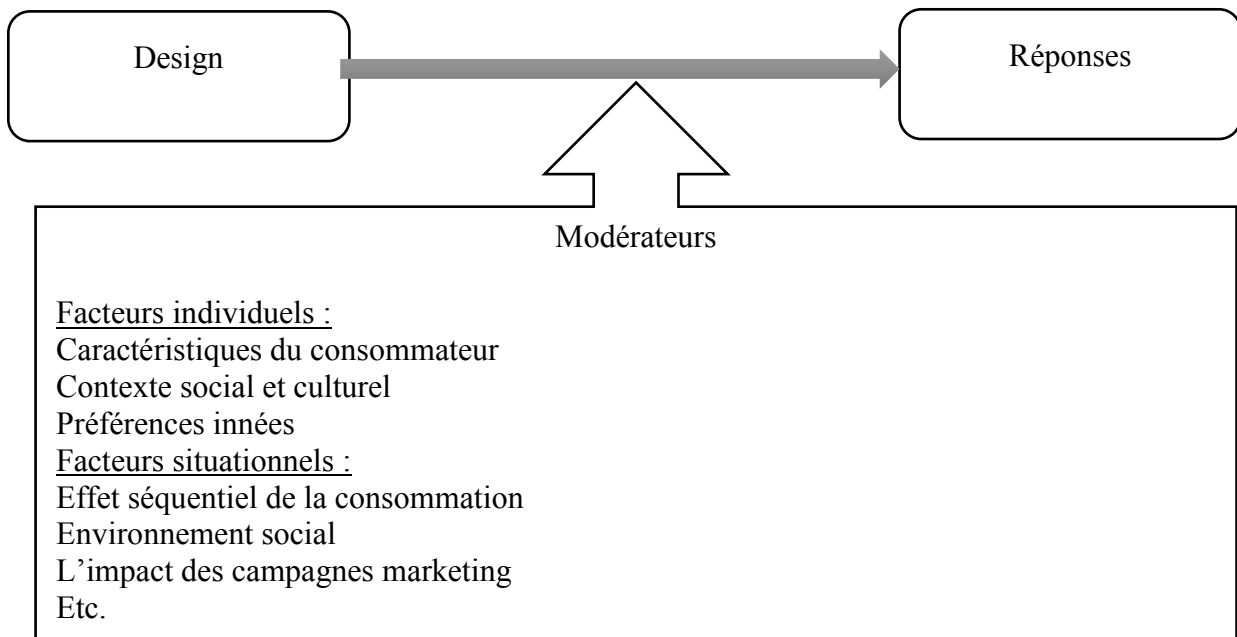 Design
Réponses
Modérateurs
Facteurs individuels :
Caractéristiques du consommateur
Contexte social et culturel
Préférences innées
Facteurs situationnels :
Effet séquentiel de la consommation
Environnement social
L’impact des campagnes marketing
Etc.